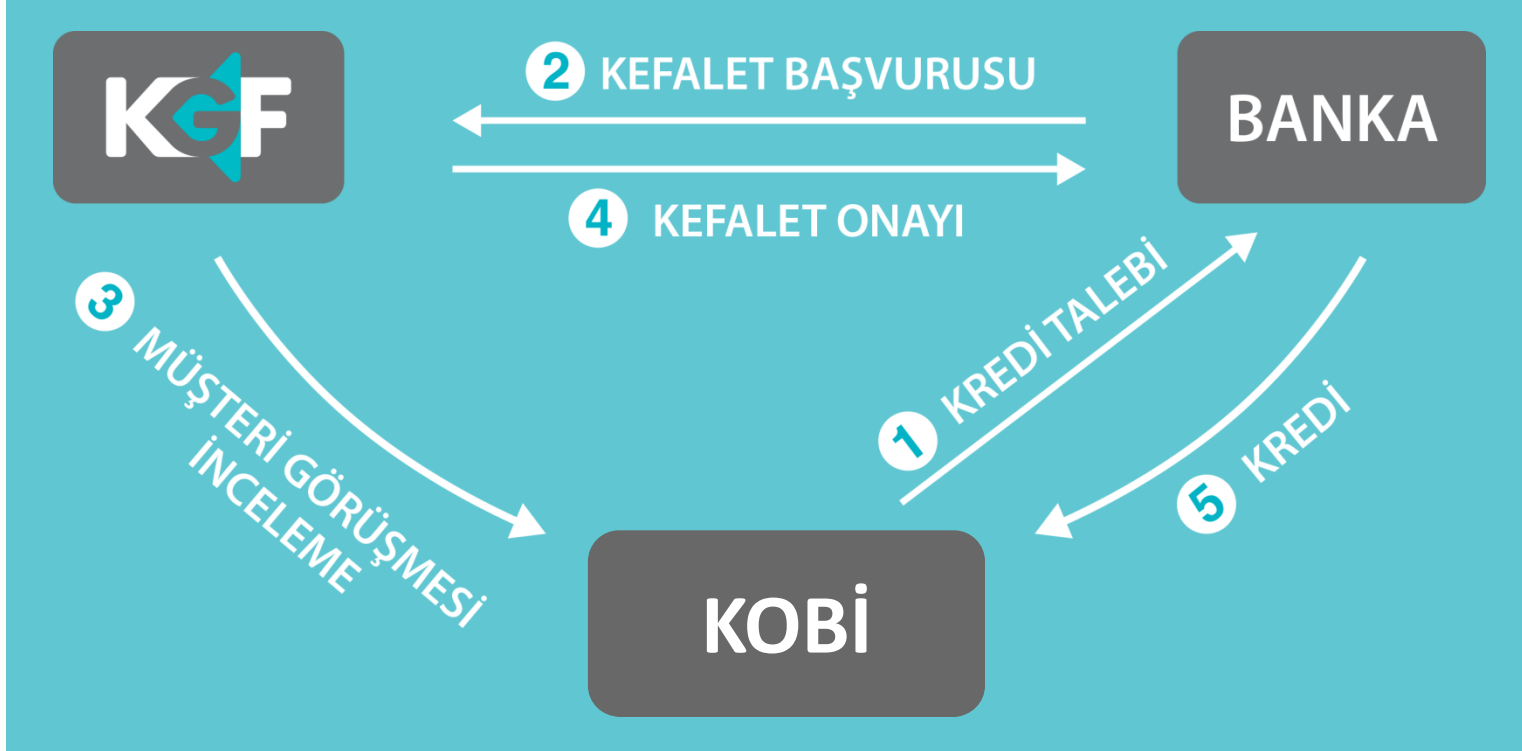 KGF
2 KEFALET BAŞVURUSU
BANKA
4 KEFALET ONAYI
3 MÜŞTERİ GÖRÜŞMESİ
İNCELEME
1 KREDİ TALEBİ
5 KREDİ
KOBİ